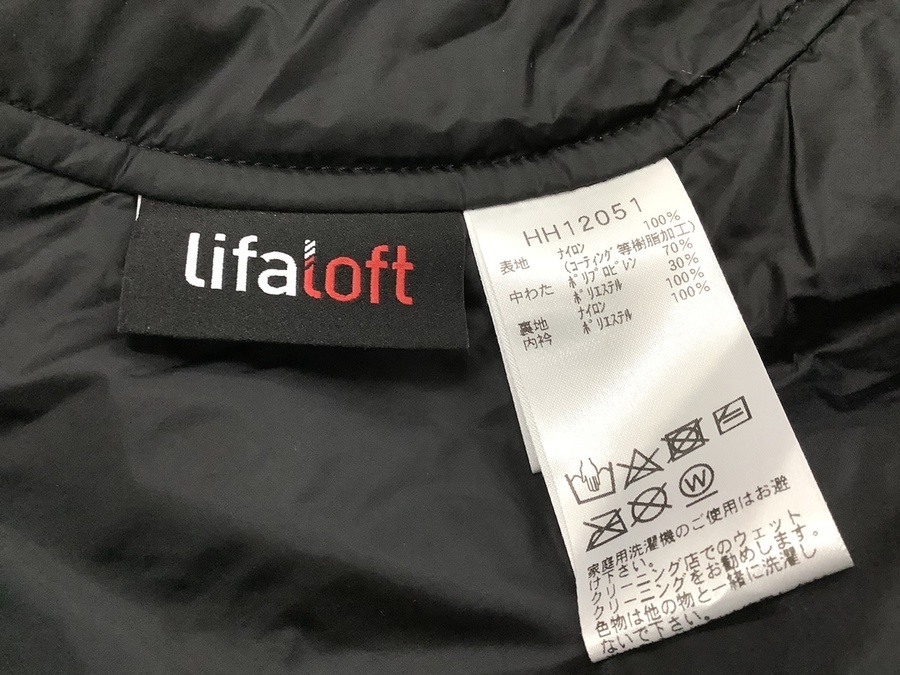 lifaloft
HH12051
表地 ナイロン 100%
(コーティング等樹脂加工)
中わた ポリプロピレン 70%
ポリエステル 30%
裏地 ナイロン 100%
内衿 ポリエステル 100%
W
家庭用洗濯機のご使用はお避
け下さい。
クリーニング店でのウェット
クリーニングをお勧めします。
色物は他の物と一緒に洗濯し
ないで下さい。